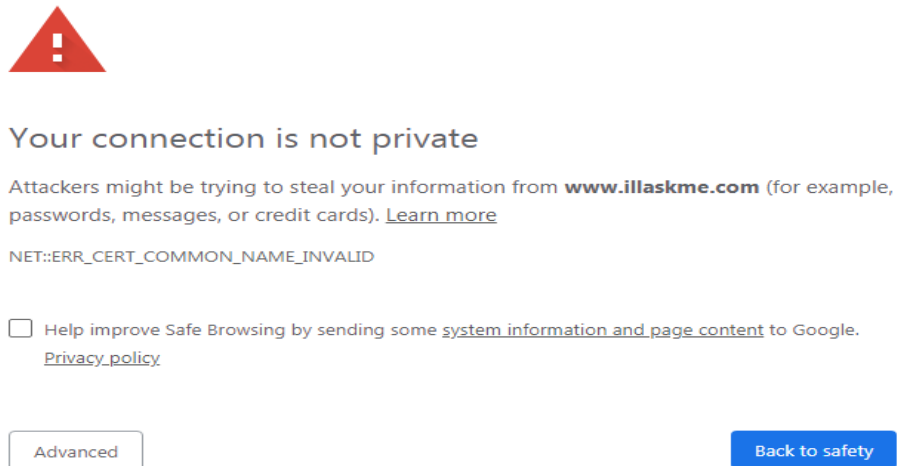 Your connection is not private
Attackers might be trying to steal your information from www.illaskme.com (for example,
passwords, messages, or credit cards). Learn more
NET::ERR_CERT_COMMON_NAME_INVALID
Help improve Safe Browsing by sending some system information and page content to Google.
Privacy policy
Advanced
Back to safety